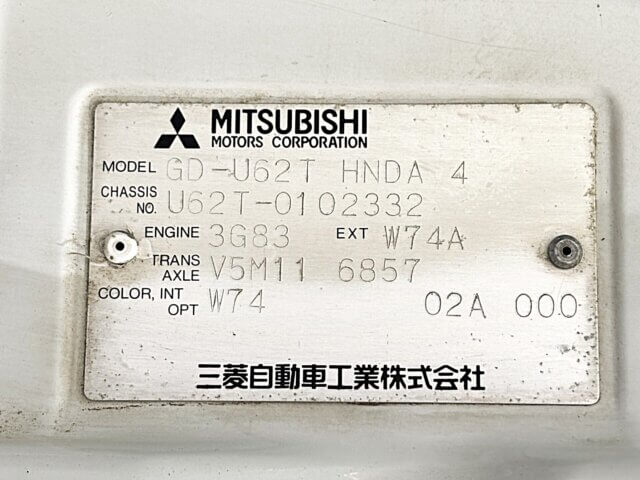 MITSUBISHI
MOTORS CORPORATION
MODEL GD-U62T HNDA 4
CHASSIS NO. U62T-0102332
ENGINE 3G83 EXT W74A
TRANS AXLE V5M11 6857
COLOR, INT OPT W74 02A 000
三菱自動車工業株式会社